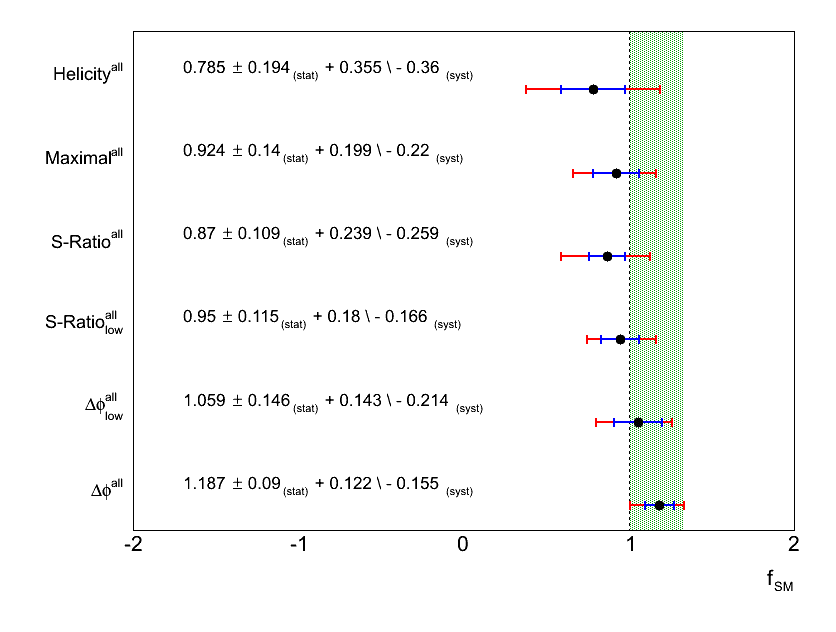 Helicity^all 0.785 ± 0.194 (stat) + 0.355 \ - 0.36 (syst)
Maximal^all 0.924 ± 0.14 (stat) + 0.199 \ - 0.22 (syst)
S-Ratio^all 0.87 ± 0.109 (stat) + 0.239 \ - 0.259 (syst)
S-Ratio^all_low 0.95 ± 0.115 (stat) + 0.18 \ - 0.166 (syst)
Δϕ^all_low 1.059 ± 0.146 (stat) + 0.143 \ - 0.214 (syst)
Δϕ^all 1.187 ± 0.09 (stat) + 0.122 \ - 0.155 (syst)
-2 -1 0 1 2
f_SM